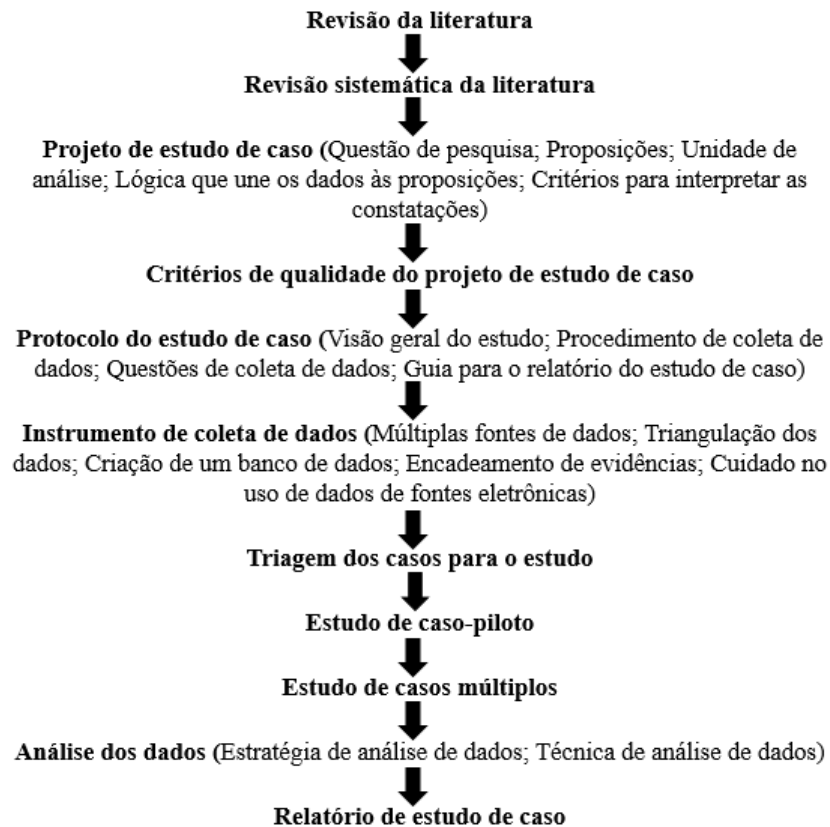 Revisão da literatura
Revisão sistemática da literatura
Projeto de estudo de caso (Questão de pesquisa; Proposições; Unidade de
análise; Lógica que une os dados às proposições; Critérios para interpretar as
constatações)
Critérios de qualidade do projeto de estudo de caso
Protocolo do estudo de caso (Visão geral do estudo; Procedimento de coleta de
dados; Questões de coleta de dados; Guia para o relatório do estudo de caso)
Instrumento de coleta de dados (Múltiplas fontes de dados; Triangulação dos
dados; Criação de um banco de dados; Encadeamento de evidências; Cuidado no
uso de dados de fontes eletrônicas)
Triagem dos casos para o estudo
Estudo de caso-piloto
Estudo de casos múltiplos
Análise dos dados (Estratégia de análise de dados; Técnica de análise de dados)
Relatório de estudo de caso